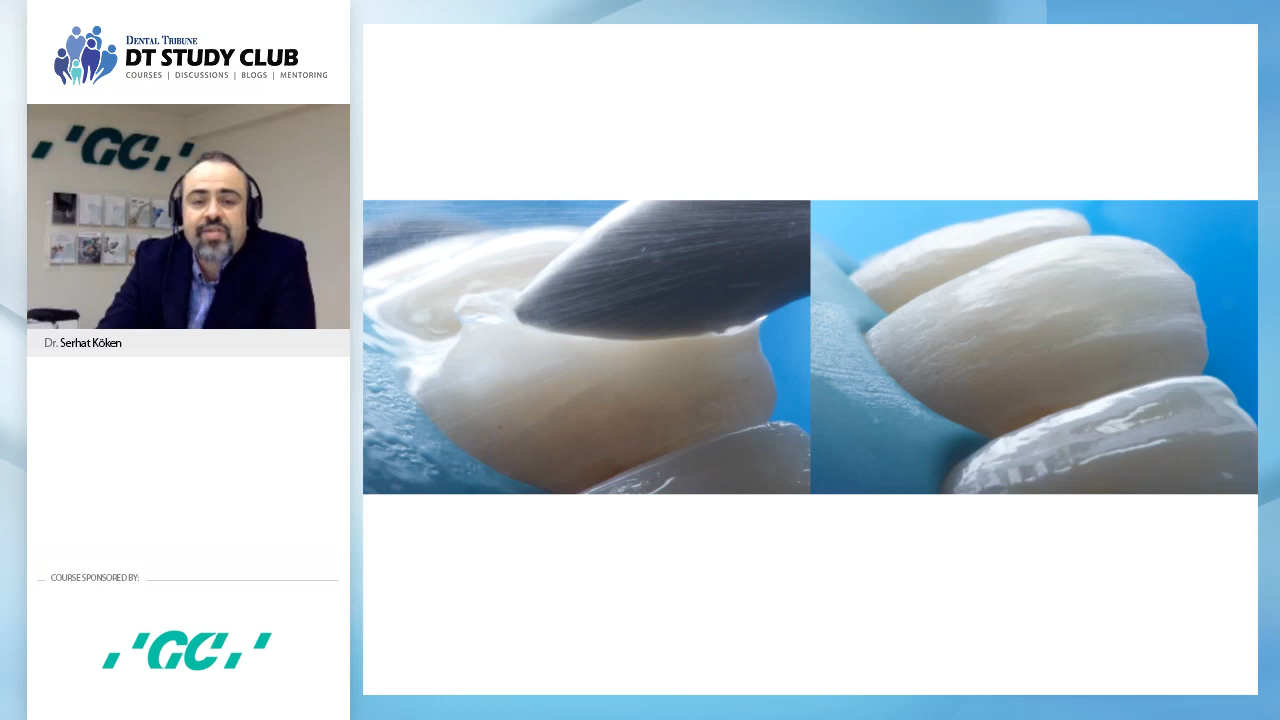 DENTAL TRIBUNE
DT STUDY CLUB
COURSES | DISCUSSIONS | BLOGS | MENTORING
GC
Dr. Serhat Köken
COURSE SPONSORED BY:
GC